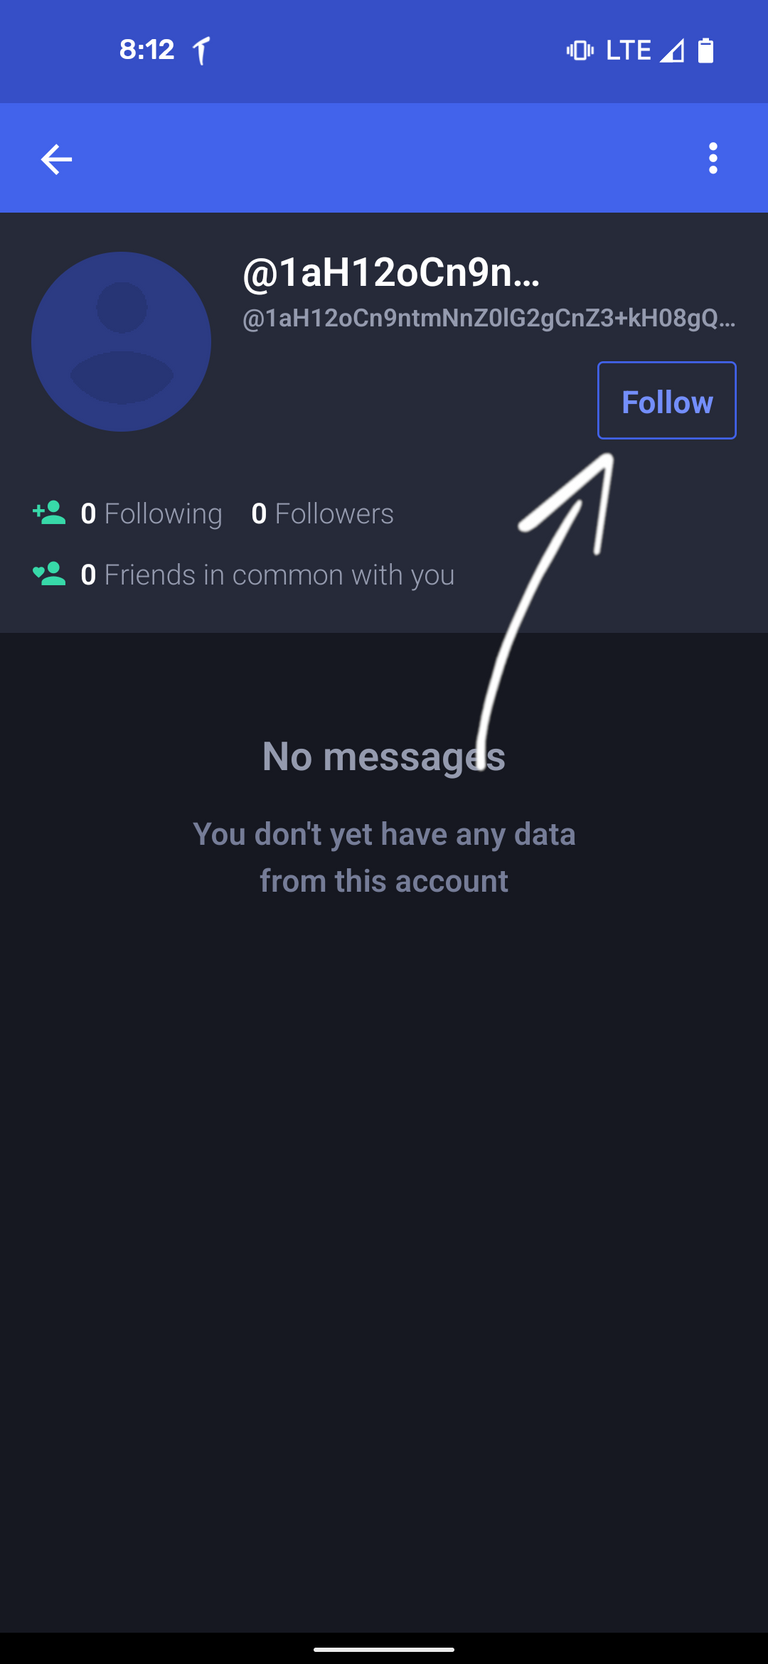 8:12 LTE
@1aH12oCn9n...
@1aH12oCn9ntmNnZ0lG2gCnZ3+kH08gQ...
Follow
0 Following 0 Followers
0 Friends in common with you
No messages
You don't yet have any data
from this account